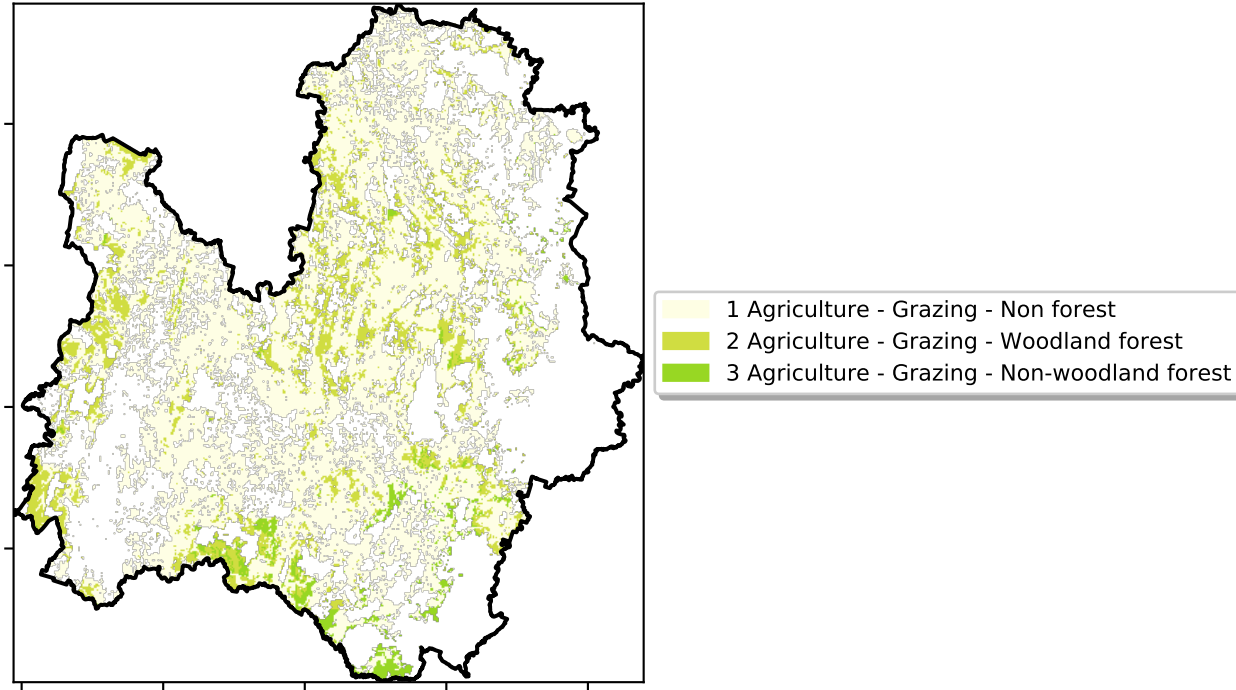 1 Agriculture - Grazing - Non forest
2 Agriculture - Grazing - Woodland forest
3 Agriculture - Grazing - Non-woodland forest